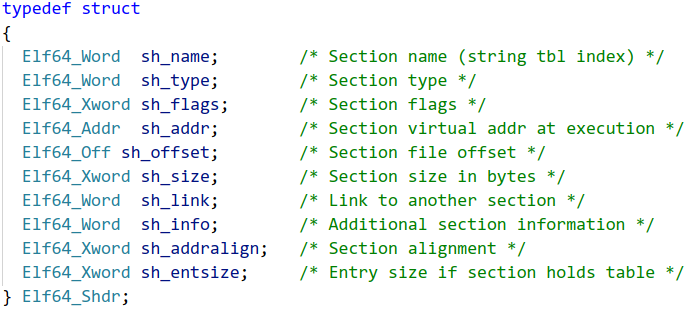 typedef struct
{
  Elf64_Word  sh_name;        /* Section name (string tbl index) */
  Elf64_Word  sh_type;        /* Section type */
  Elf64_Xword sh_flags;       /* Section flags */
  Elf64_Addr  sh_addr;        /* Section virtual addr at execution */
  Elf64_Off sh_offset;        /* Section file offset */
  Elf64_Xword sh_size;        /* Section size in bytes */
  Elf64_Word  sh_link;        /* Link to another section */
  Elf64_Word  sh_info;        /* Additional section information */
  Elf64_Xword sh_addralign;   /* Section alignment */
  Elf64_Xword sh_entsize;     /* Entry size if section holds table */
} Elf64_Shdr;